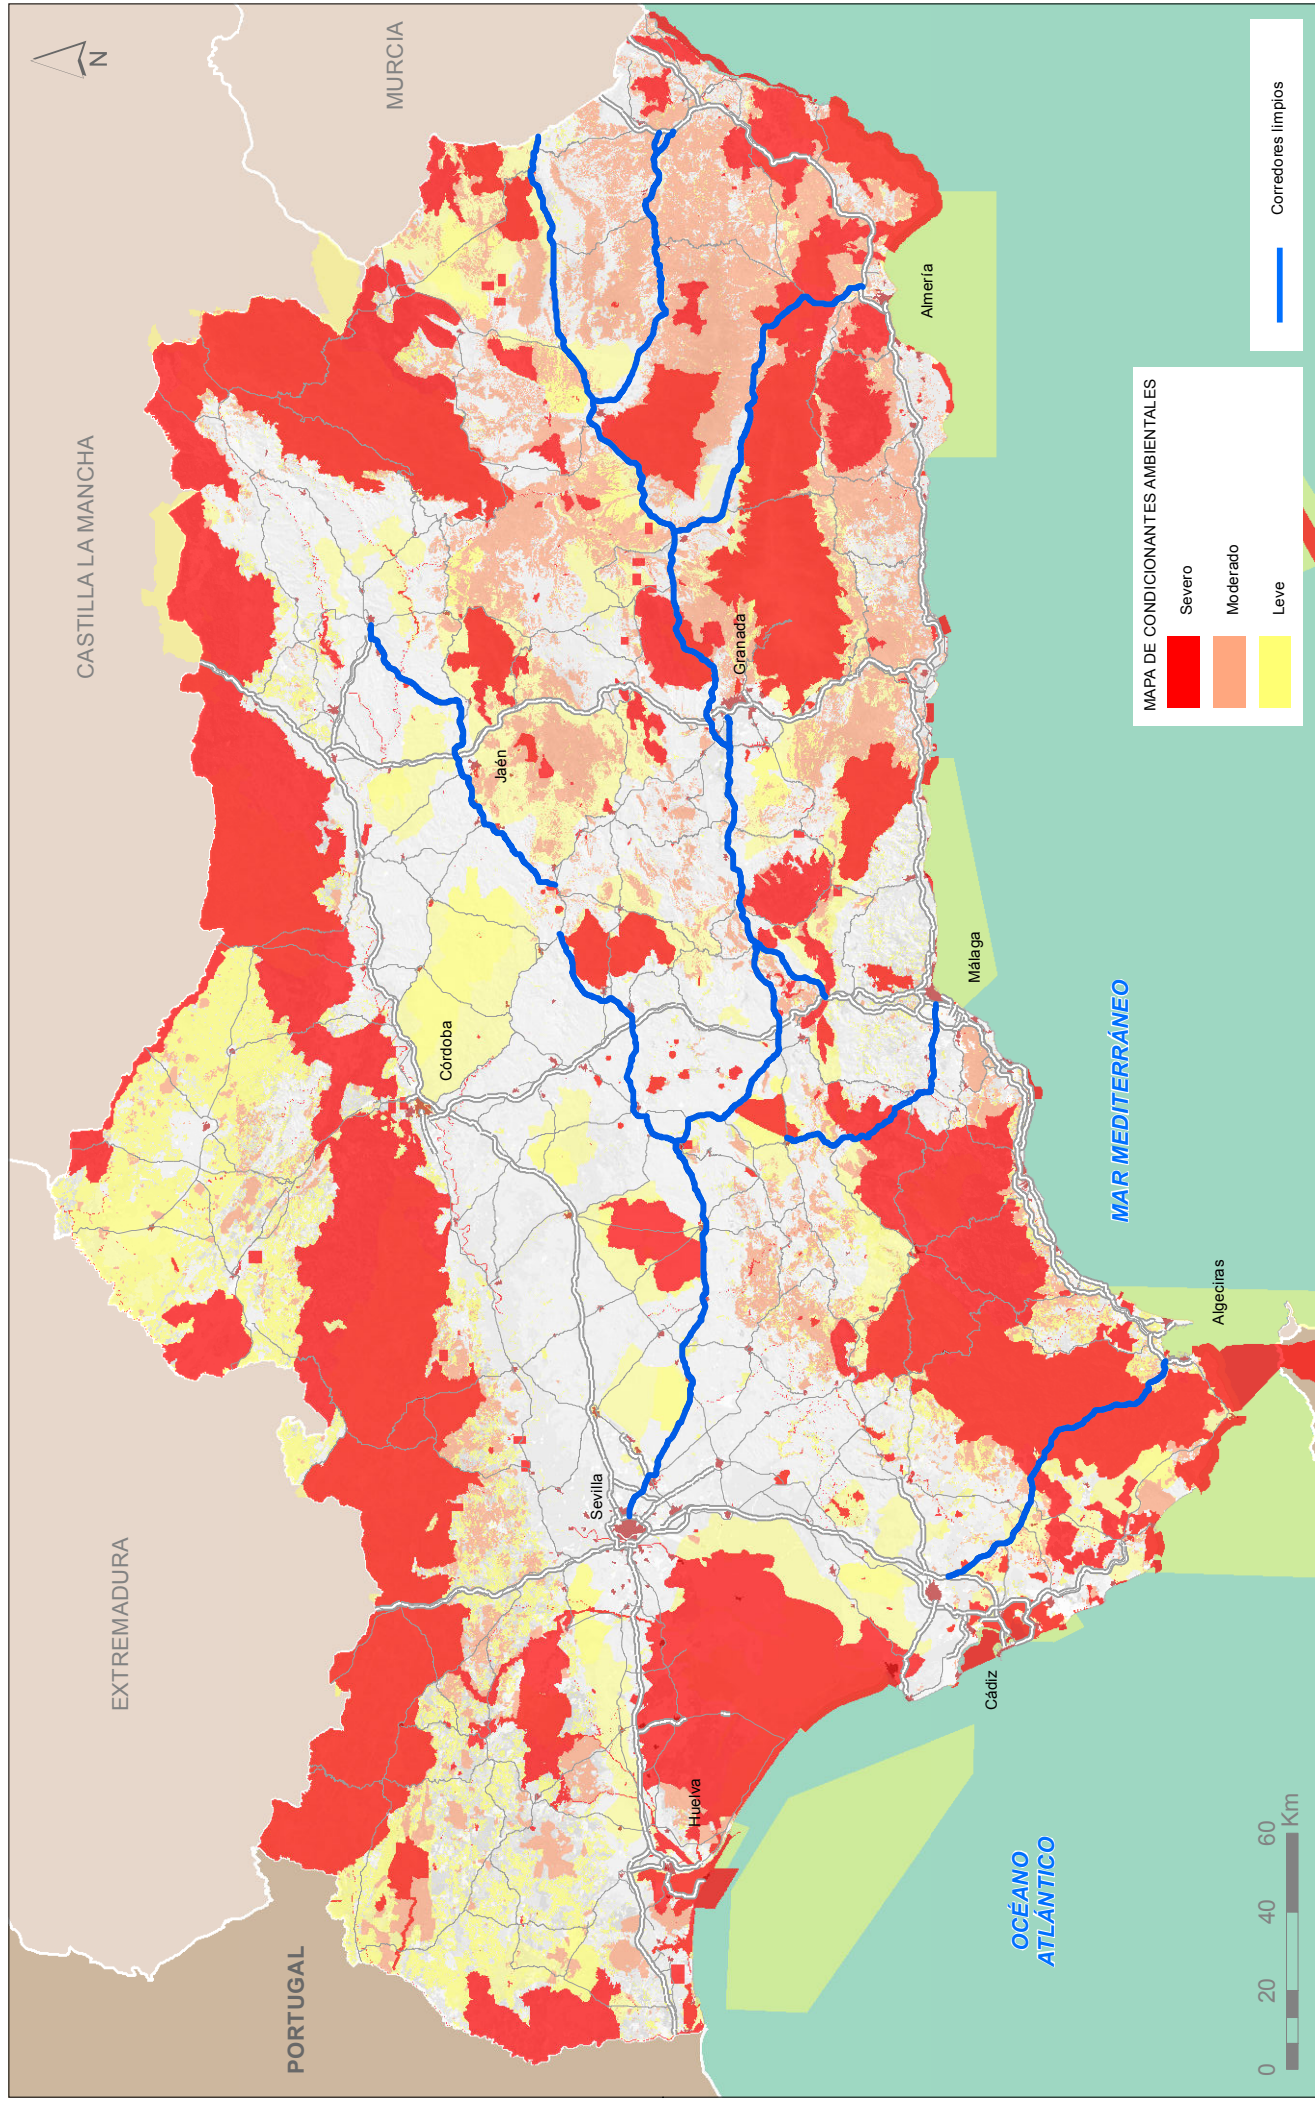 N
CASTILLA LA MANCHA
MURCIA
EXTREMADURA
PORTUGAL
Córdoba
Jaén
Sevilla
Huelva
Granada
Almería
Málaga
Cádiz
Algeciras
OCÉANO
ATLÁNTICO
MAR MEDITERRÁNEO
MAPA DE CONDICIONANTES AMBIENTALES
Severo
Moderado
Leve
Corredores limpios
0 20 40 60
Km